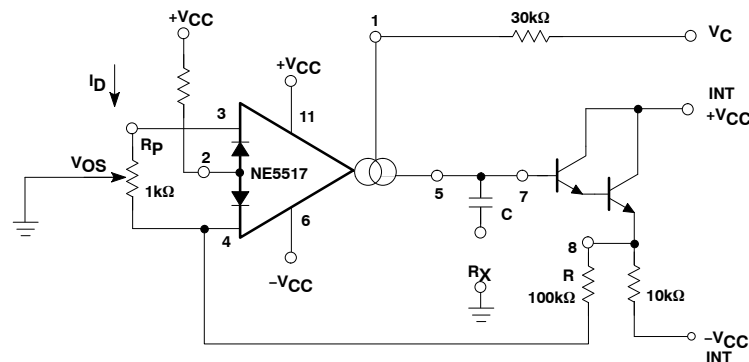 +VCC
1
30kΩ
VC
ID
+VCC
INT
+VCC
3
11
RP
VOS
2
NE5517
1kΩ
5
7
C
4
6
−VCC
8
RX
R
100kΩ
10kΩ
−VCC
INT